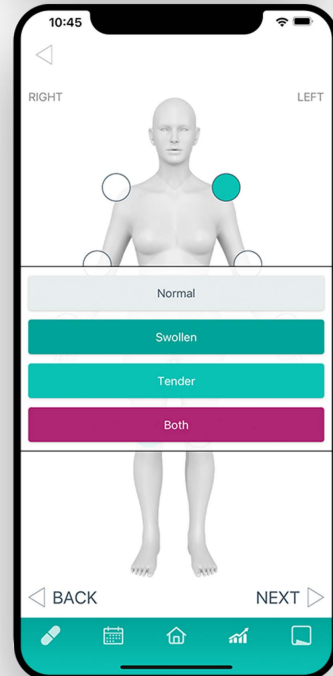 10:45
RIGHT LEFT
Normal
Swollen
Tender
Both
BACK NEXT